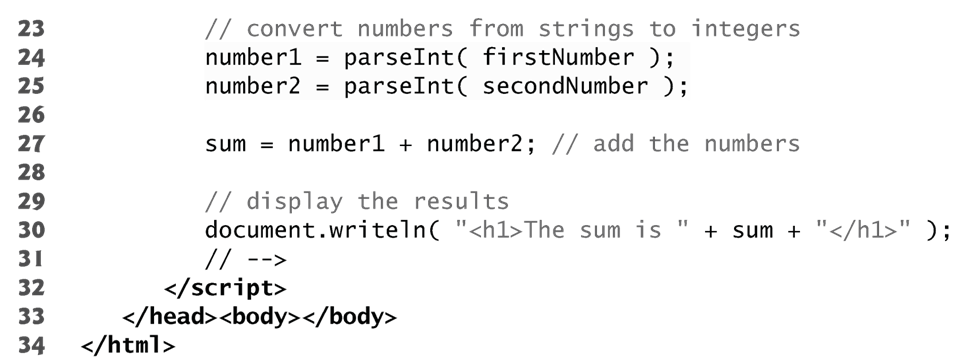 23 // convert numbers from strings to integers
24 number1 = parseInt( firstNumber );
25 number2 = parseInt( secondNumber );
26
27 sum = number1 + number2; // add the numbers
28
29 // display the results
30 document.writeln( "<h1>The sum is " + sum + "</h1>" );
31 // -->
32 </script>
33 </head><body></body>
34 </html>